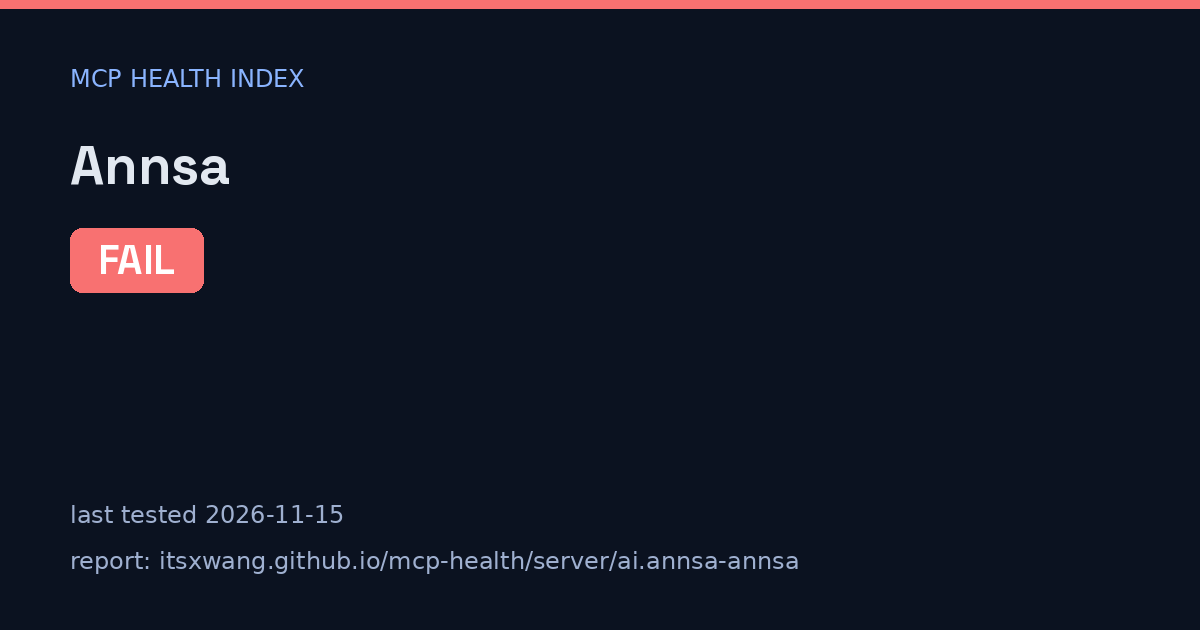 MCP HEALTH INDEX
Annsa
FAIL
last tested 2026-11-15
report: itsxwang.github.io/mcp-health/server/ai.annsa-annsa